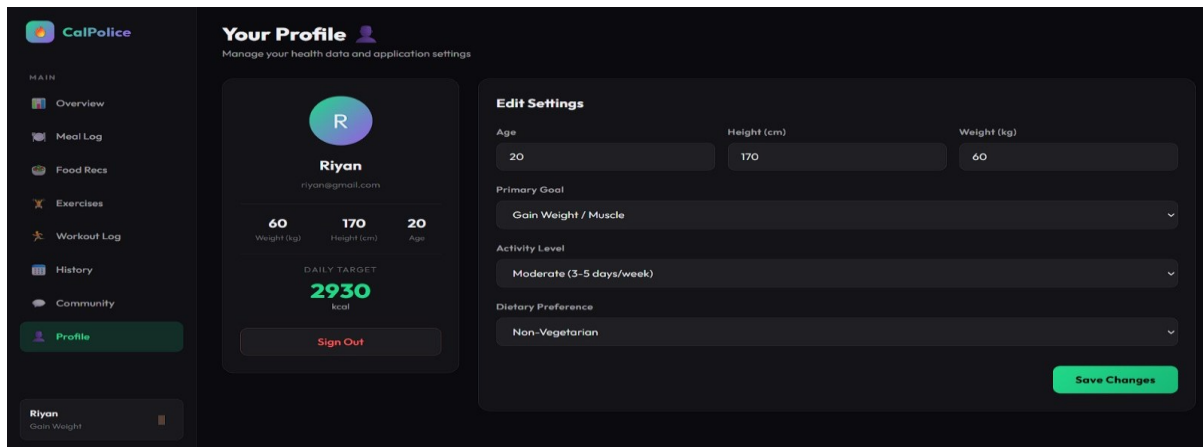 CalPolice
MAIN
Overview
Meal Log
Food Recs
Exercises
Workout Log
History
Community
Profile
Riyan
Gain Weight
Your Profile
Manage your health data and application settings
R
Riyan
riyan@gmail.com
60 170 20
Weight (kg) Height (cm) Age
DAILY TARGET
2930
kcal
Sign Out
Edit Settings
Age Height (cm) Weight (kg)
20 170 60
Primary Goal
Gain Weight / Muscle
Activity Level
Moderate (3-5 days/week)
Dietary Preference
Non-Vegetarian
Save Changes